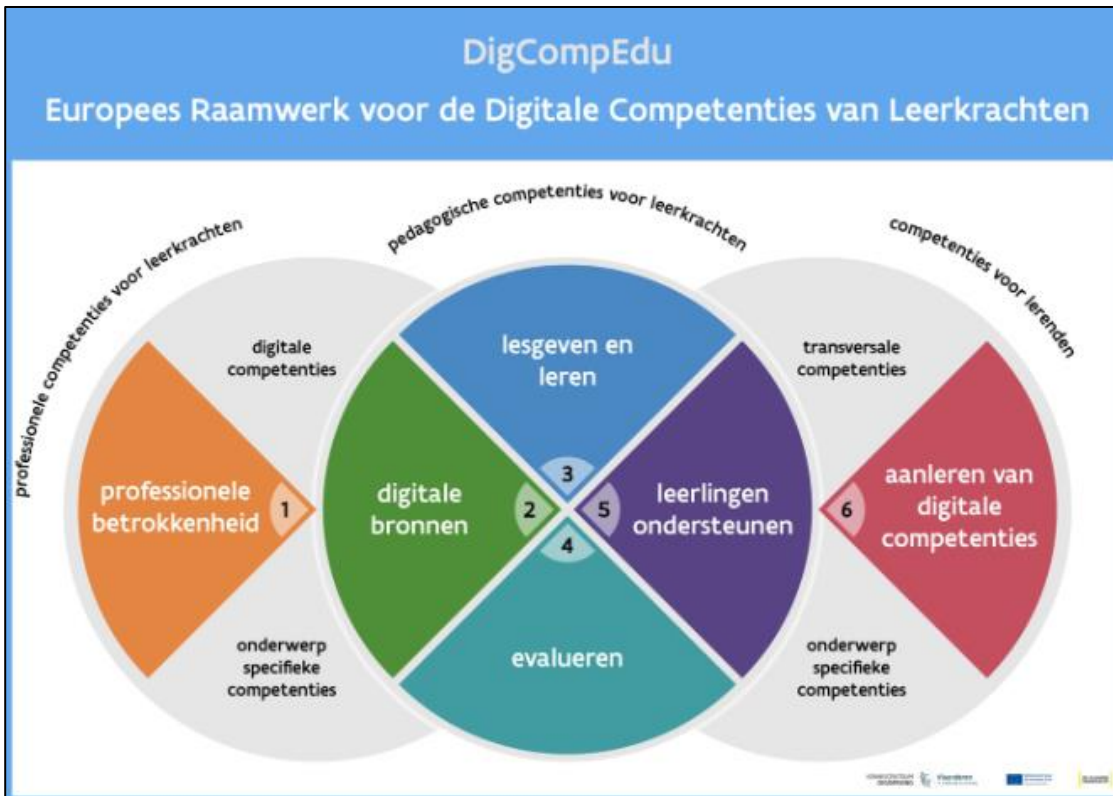 DigCompEdu
Europees Raamwerk voor de Digitale Competenties van Leerkrachten
professionele competenties voor leerkrachten
pedagogische competenties voor leerkrachten
competenties voor lerenden
digitale
competenties
professionele
betrokkenheid
1
onderwerp
specifieke
competenties
digitale
bronnen
2
lesgeven en
leren
3
evalueren
4
leerlingen
ondersteunen
5
transversale
competenties
aanleren van
digitale
competenties
6
onderwerp
specifieke
competenties
Vlaanderen